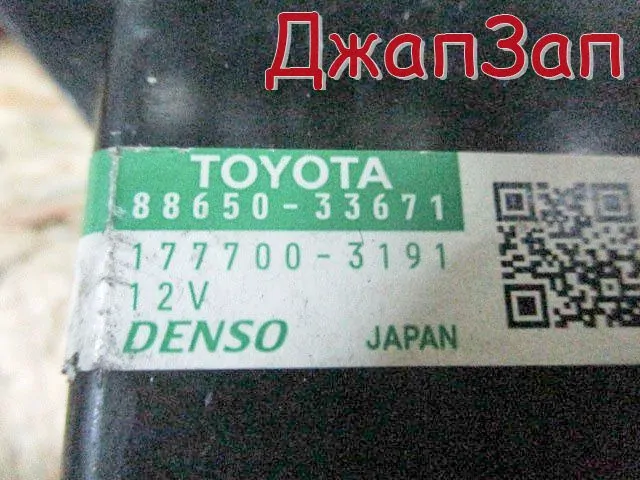 ДжапЗап
TOYOTA
88650-33671
177700-3191
12V
DENSO JAPAN